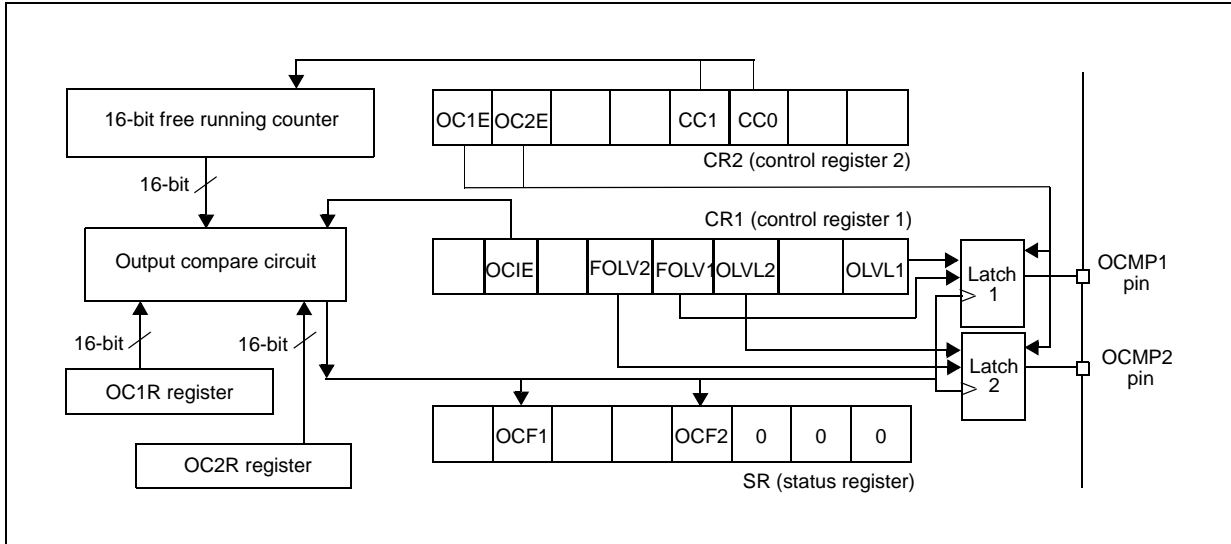 16-bit free running counter
OC1E OC2E CC1 CC0
CR2 (control register 2)
16-bit
CR1 (control register 1)
Output compare circuit
OCIE FOLV2 FOLV1 OLVL2 OLVL1
Latch
1
OCMP1
pin
16-bit
16-bit
OC1R register
Latch
2
OCMP2
pin
OCF1 OCF2 0 0 0
OC2R register
SR (status register)